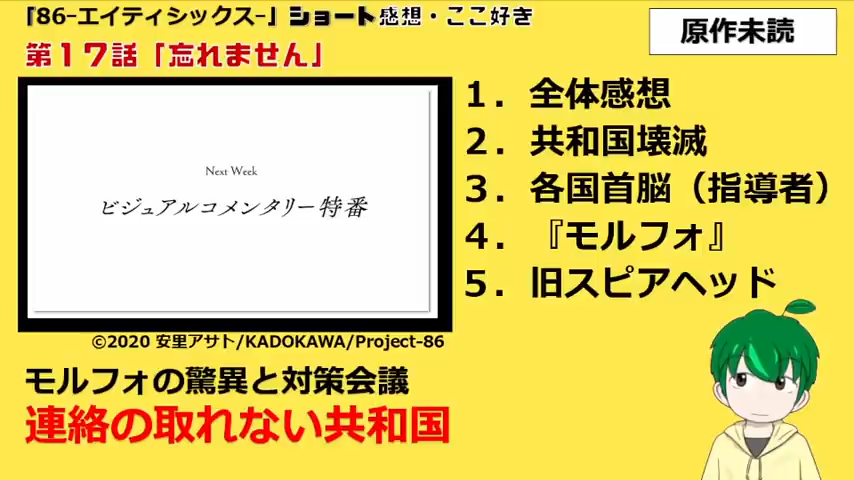 『86-エイティシックス-』ショート感想・ここ好き
原作未読
第１７話「忘れません」
Next Week
ビジュアルコメンタリー特番
©2020 安里アサト/KADOKAWA/Project-86
１．全体感想
２．共和国壊滅
３．各国首脳（指導者）
４．『モルフォ』
５．旧スピアヘッド
モルフォの驚異と対策会議
連絡の取れない共和国